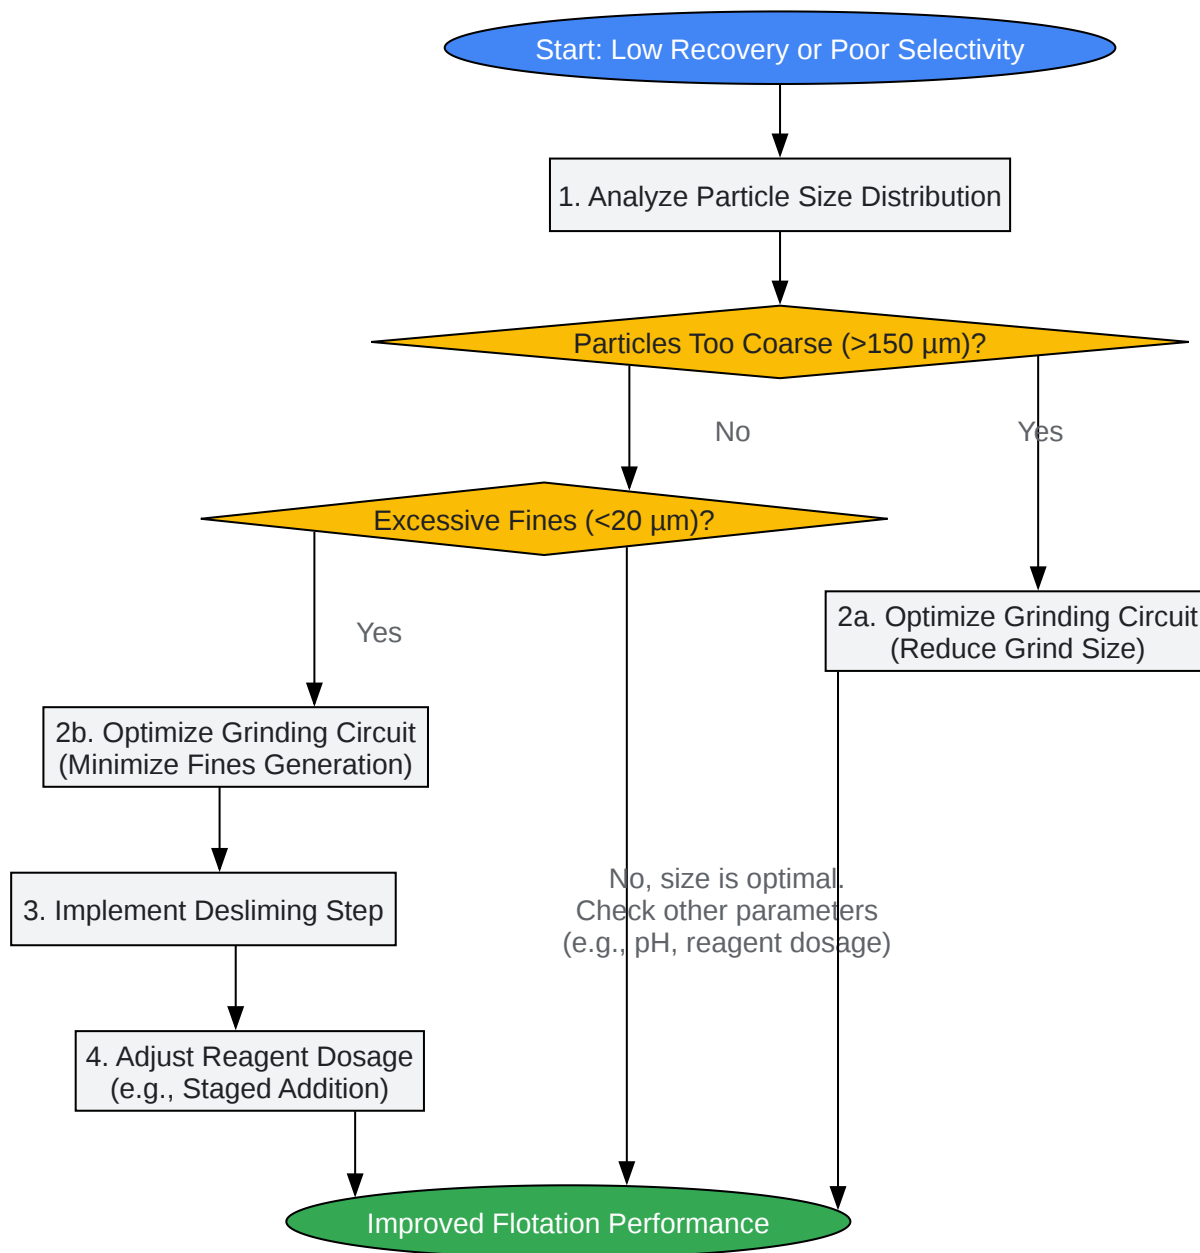 Start: Low Recovery or Poor Selectivity
1. Analyze Particle Size Distribution
Particles Too Coarse (>150 µm)?
No
Yes
Excessive Fines (<20 µm)?
2a. Optimize Grinding Circuit
(Reduce Grind Size)
Yes
2b. Optimize Grinding Circuit
(Minimize Fines Generation)
No, size is optimal.
Check other parameters
(e.g., pH, reagent dosage)
3. Implement Desliming Step
4. Adjust Reagent Dosage
(e.g., Staged Addition)
Improved Flotation Performance